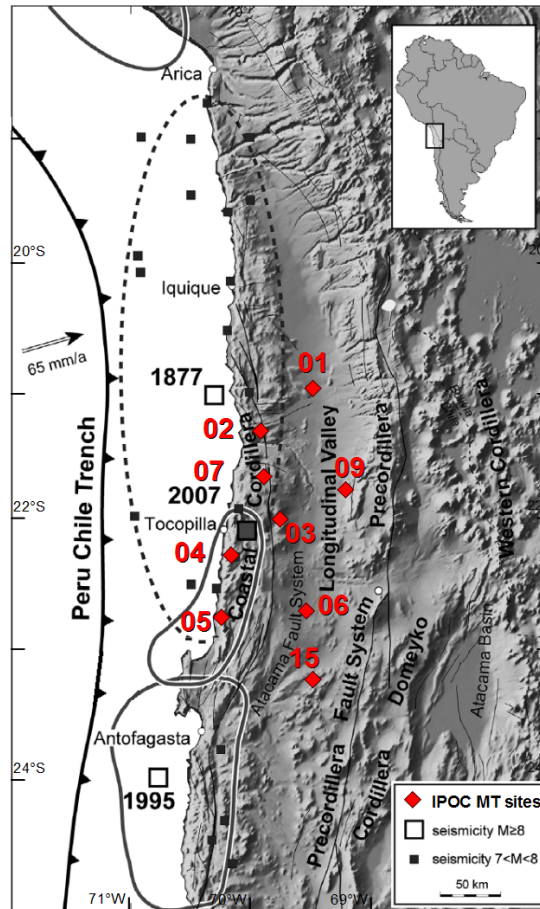 Arica
20°S
20
Iquique
65 mm/a
01
1877
02
Cordillera
Longitudinal Valley
Precordillera
Western Cordillera
07
09
2007
22°S
Tocopilla
03
04
Coastal
Peru Chile Trench
Atacama Fault System
06
05
Fault System
Domeyko
Atacama Basin
15
Antofagasta
24°S
1995
Precordillera
Cordillera
IPOC MT sites
seismicity M≥8
seismicity 7<M<8
50 km
71°W
70°W
69°W